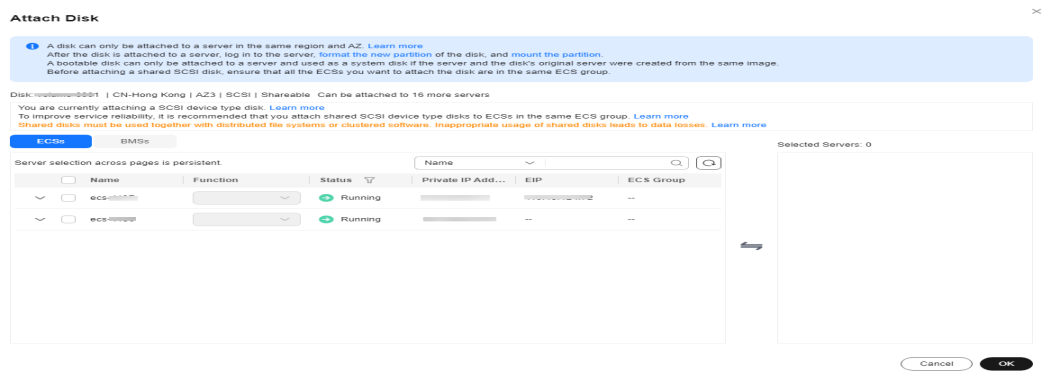 Attach Disk
A disk can only be attached to a server in the same region and AZ. Learn more
After the disk is attached to a server, log in to the server, format the new partition of the disk, and mount the partition.
A bootable disk can only be attached to a server and used as a system disk if the server and the disk's original server were created from the same image.
Before attaching a shared SCSI disk, ensure that all the ECSs you want to attach the disk are in the same ECS group.
Disk: | CN-Hong Kong | AZ3 | SCSI | Shareable Can be attached to 16 more servers
You are currently attaching a SCSI device type disk. Learn more
To improve service reliability, it is recommended that you attach shared SCSI device type disks to ECSs in the same ECS group. Learn more
Shared disks must be used together with distributed file systems or clustered software. Inappropriate usage of shared disks leads to data losses. Learn more
ECSs BMSs
Selected Servers: 0
Server selection across pages is persistent. Name
Name Function Status Private IP Add... EIP ECS Group
Running --
Running -- --
Cancel OK